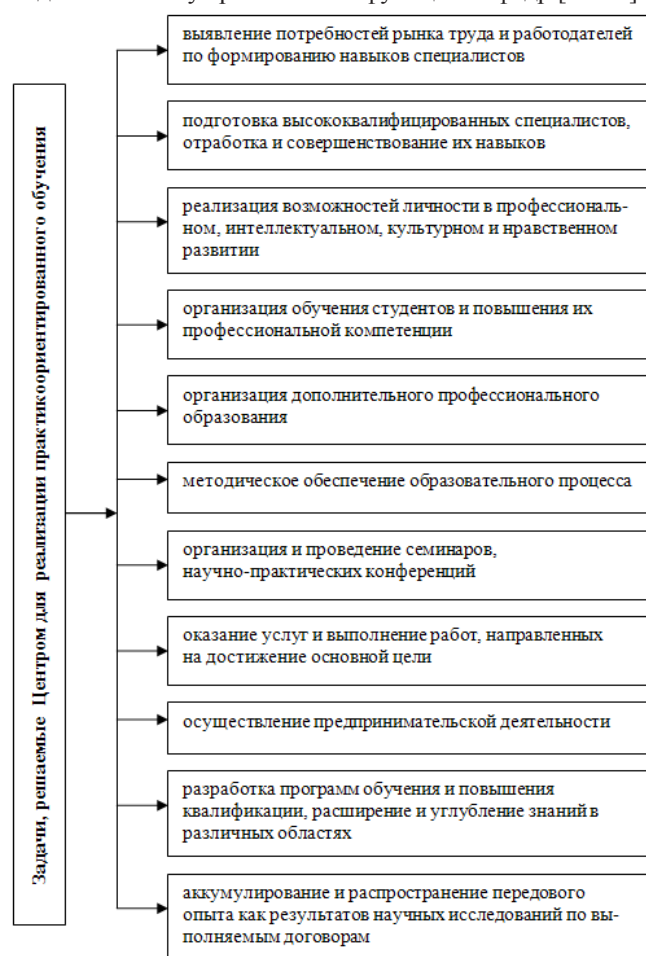 Задачи, решаемые Центром для реализации практикоориентированного обучения
выявление потребностей рынка труда и работодателей
по формированию навыков специалистов
подготовка высококвалифицированных специалистов,
отработка и совершенствование их навыков
реализация возможностей личности в профессиональ-
ном, интеллектуальном, культурном и нравственном
развитии
организация обучения студентов и повышения их
профессиональной компетенции
организация дополнительного профессионального
образования
методическое обеспечение образовательного процесса
организация и проведение семинаров,
научно-практических конференций
оказание услуг и выполнение работ, направленных
на достижение основной цели
осуществление предпринимательской деятельности
разработка программ обучения и повышения
квалификации, расширение и углубление знаний в
различных областях
аккумулирование и распространение передового
опыта как результатов научных исследований по вы-
полняемым договорам